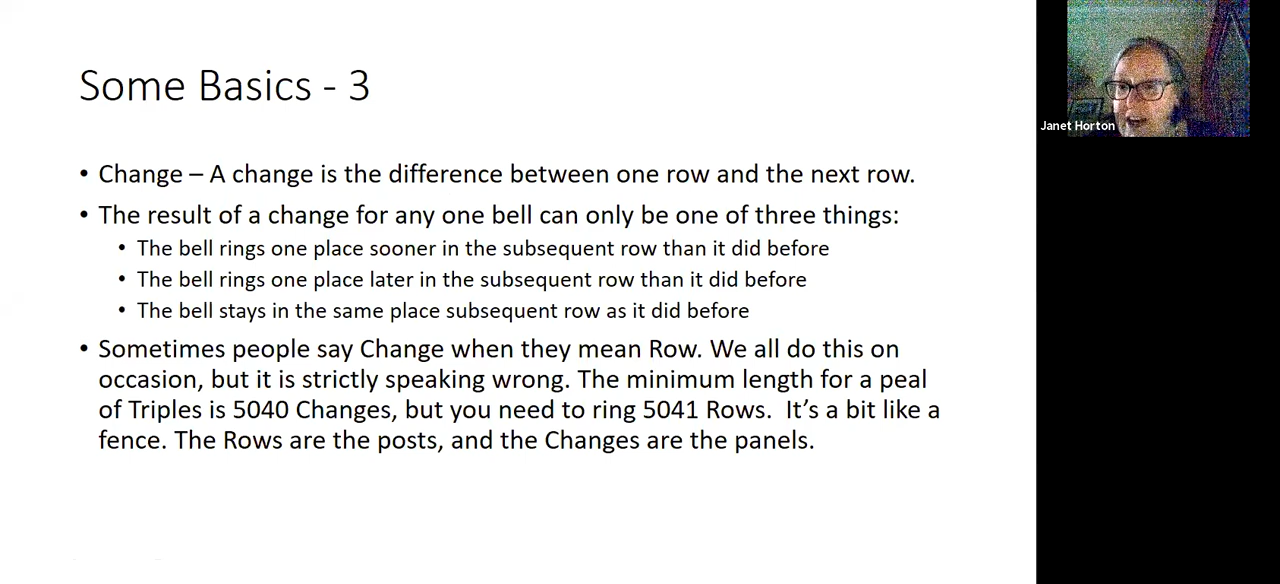 Some Basics - 3
• Change – A change is the difference between one row and the next row.
• The result of a change for any one bell can only be one of three things:
• The bell rings one place sooner in the subsequent row than it did before
• The bell rings one place later in the subsequent row than it did before
• The bell stays in the same place subsequent row as it did before
• Sometimes people say Change when they mean Row. We all do this on
occasion, but it is strictly speaking wrong. The minimum length for a peal
of Triples is 5040 Changes, but you need to ring 5041 Rows.  It’s a bit like a
fence. The Rows are the posts, and the Changes are the panels.
Janet Horton